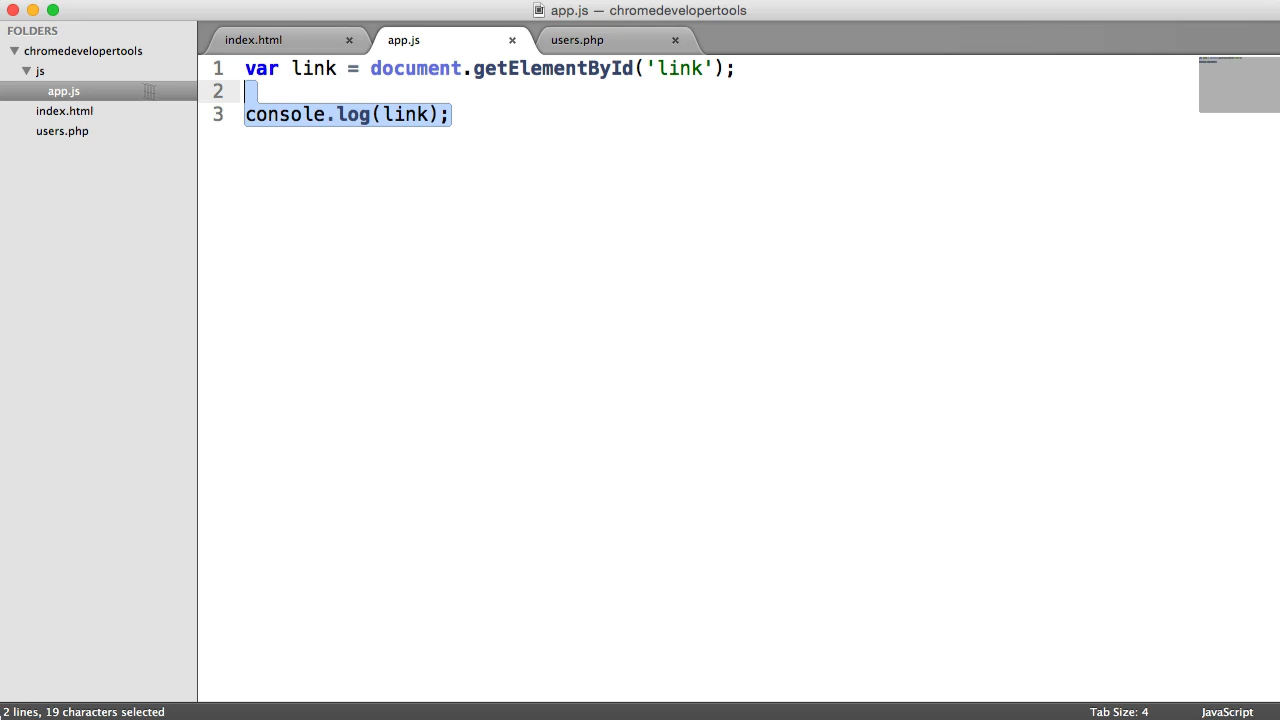 app.js — chromedevelopertools
FOLDERS
chromedevelopertools
js
app.js
index.html
users.php
index.html ×
app.js ×
users.php ×
1 var link = document.getElementById('link');
2
3 console.log(link);
2 lines, 19 characters selected
Tab Size: 4
JavaScript